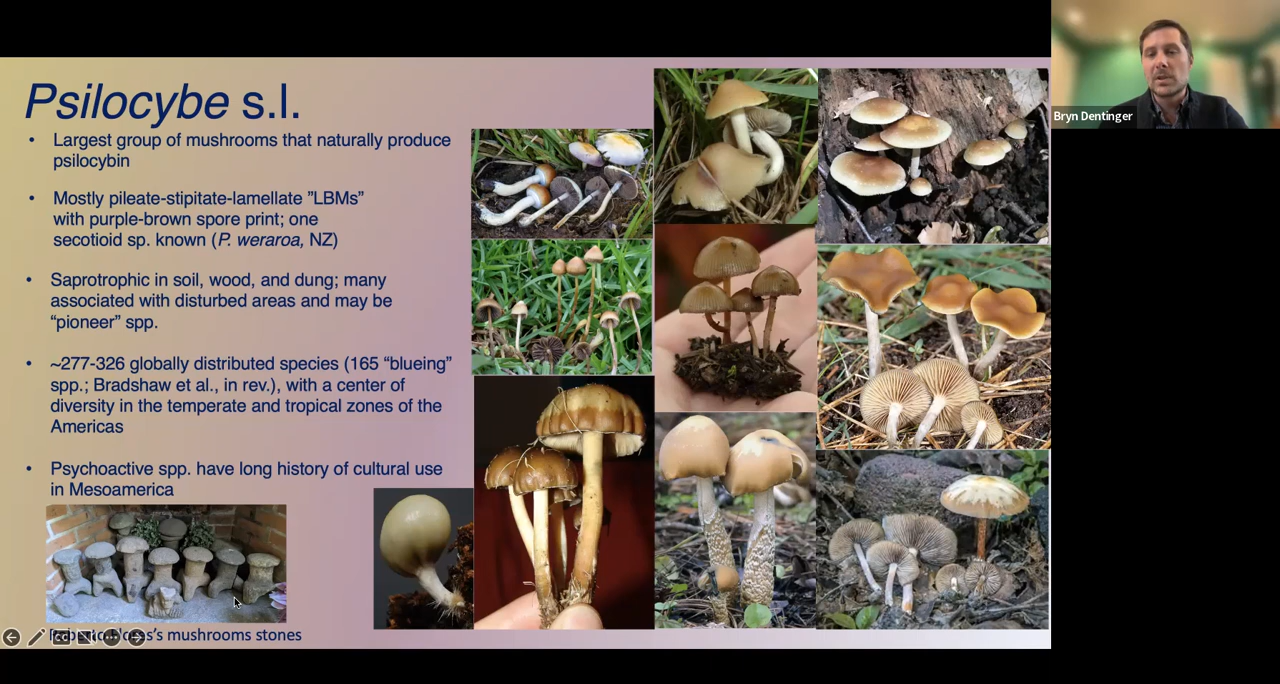 Psilocybe s.l.
• Largest group of mushrooms that naturally produce
psilocybin
• Mostly pileate-stipitate-lamellate ”LBMs”
with purple-brown spore print; one
secotioid sp. known (P. weraroa, NZ)
• Saprotrophic in soil, wood, and dung; many
associated with disturbed areas and may be
“pioneer” spp.
• ~277-326 globally distributed species (165 “blueing”
spp.; Bradshaw et al., in rev.), with a center of
diversity in the temperate and tropical zones of the
Americas
• Psychoactive spp. have long history of cultural use
in Mesoamerica
mushrooms stones
Bryn Dentinger